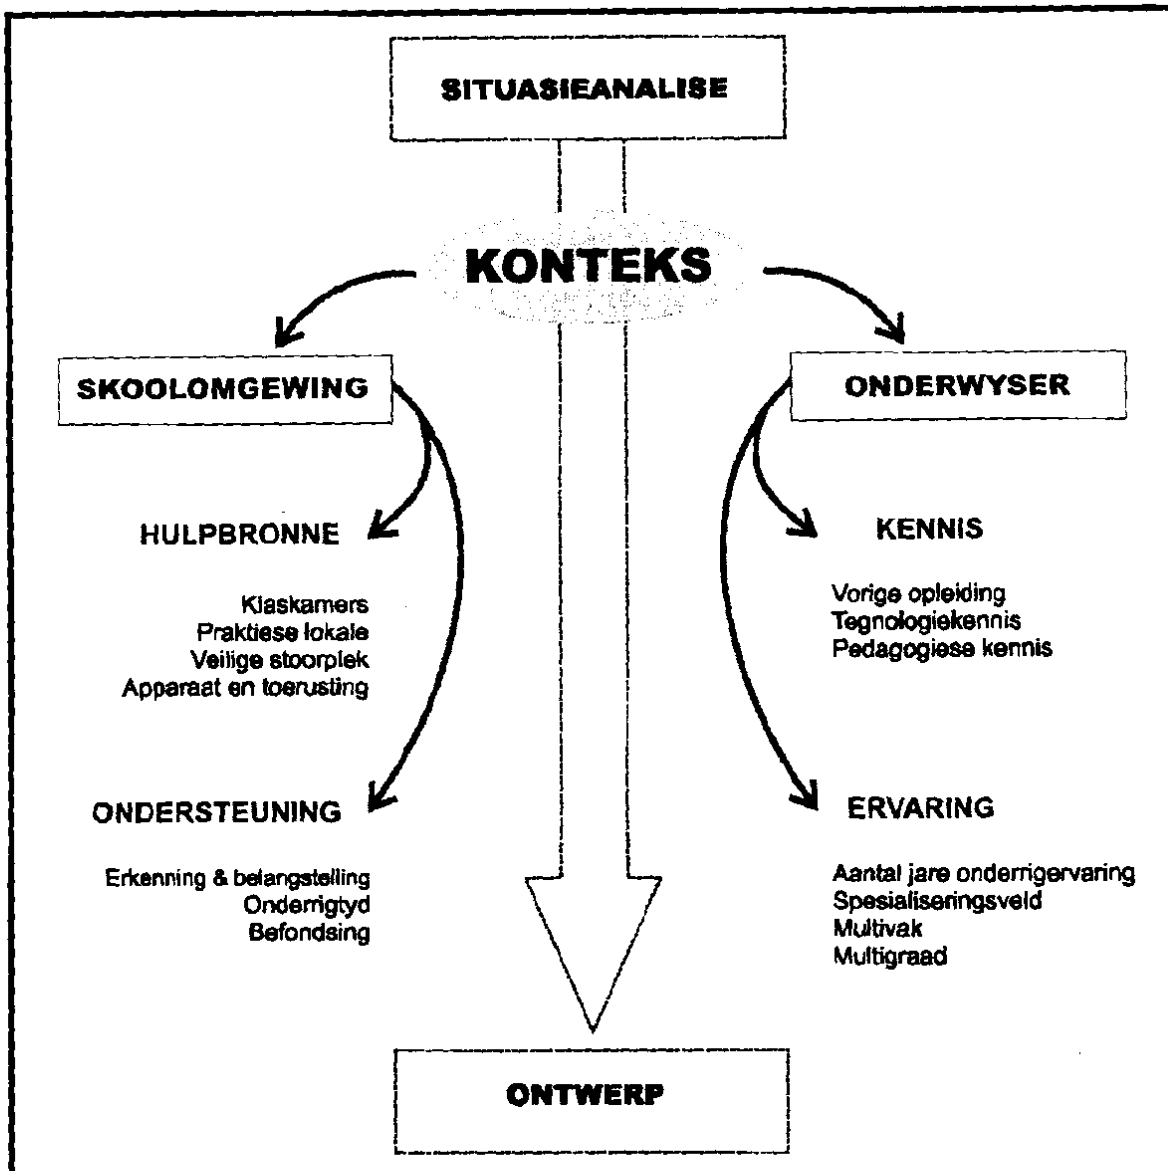 SITUASIEANALISE
KONTEKS
SKOOLOMGEWING
HULPBRONNE
Klaskamers
Praktiese lokale
Veilige stoorplek
Apparaat en toerusting
ONDERSTEUNING
Erkenning & belangstelling
Onderrigtyd
Befondsing
ONDERWYSER
KENNIS
Vorige opleiding
Tegnologiekennis
Pedagogiese kennis
ERVARING
Aantal jare onderrigervaring
Spesialiseringsveld
Multivak
Multigraad
ONTWERP